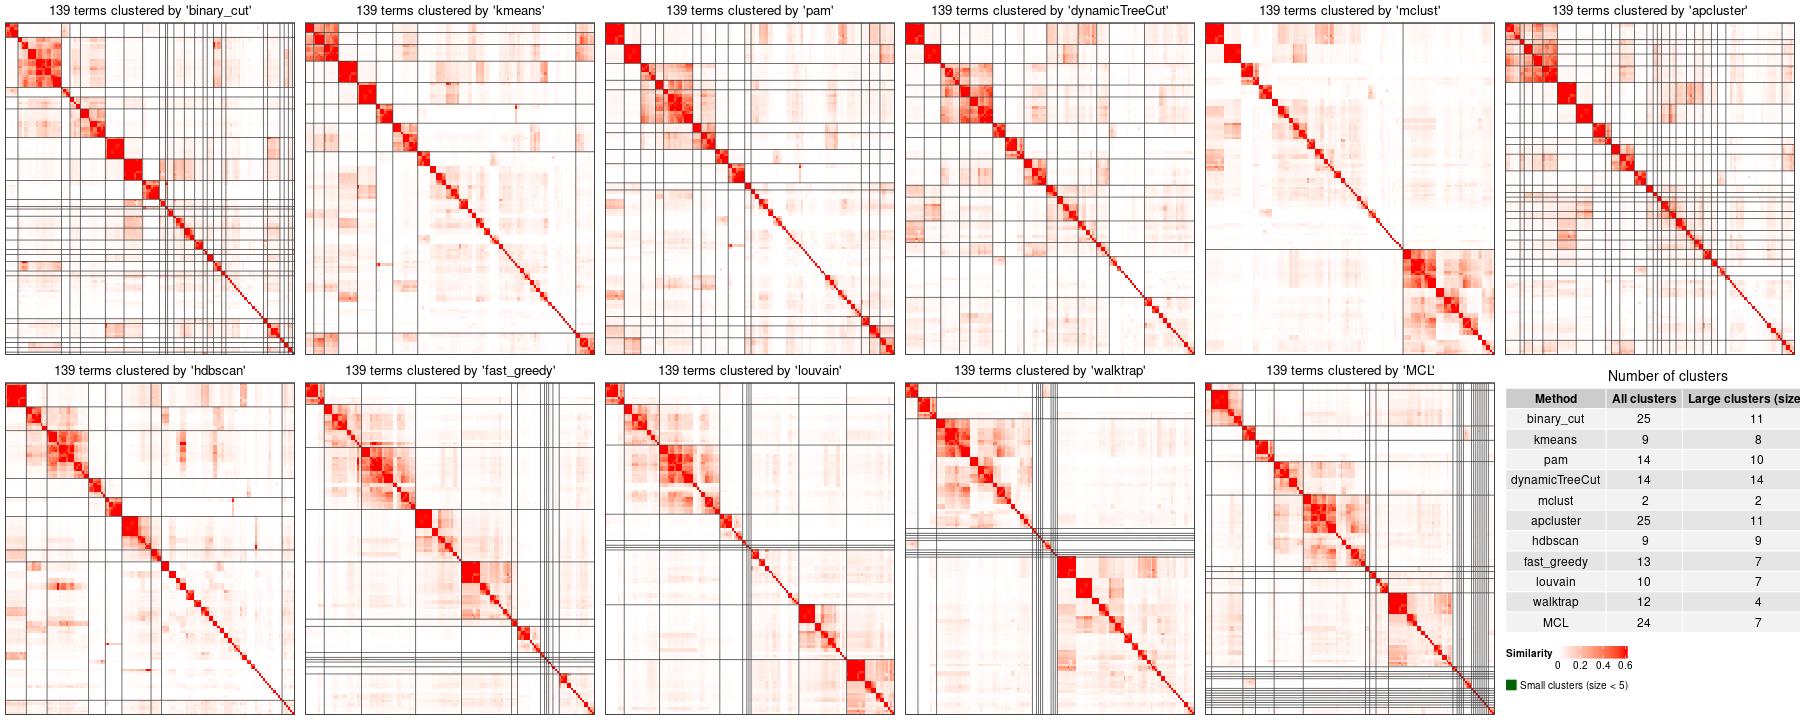 139 terms clustered by 'binary_cut'
139 terms clustered by 'kmeans'
139 terms clustered by 'pam'
139 terms clustered by 'dynamicTreeCut'
139 terms clustered by 'mclust'
139 terms clustered by 'apcluster'
139 terms clustered by 'hdbscan'
139 terms clustered by 'fast_greedy'
139 terms clustered by 'louvain'
139 terms clustered by 'walktrap'
139 terms clustered by 'MCL'
Number of clusters
Method All clusters Large clusters (size
binary_cut 25 11
kmeans 9 8
pam 14 10
dynamicTreeCut 14 14
mclust 2 2
apcluster 25 11
hdbscan 9 9
fast_greedy 13 7
louvain 10 7
walktrap 12 4
MCL 24 7
Similarity
0 0.2 0.4 0.6
Small clusters (size < 5)